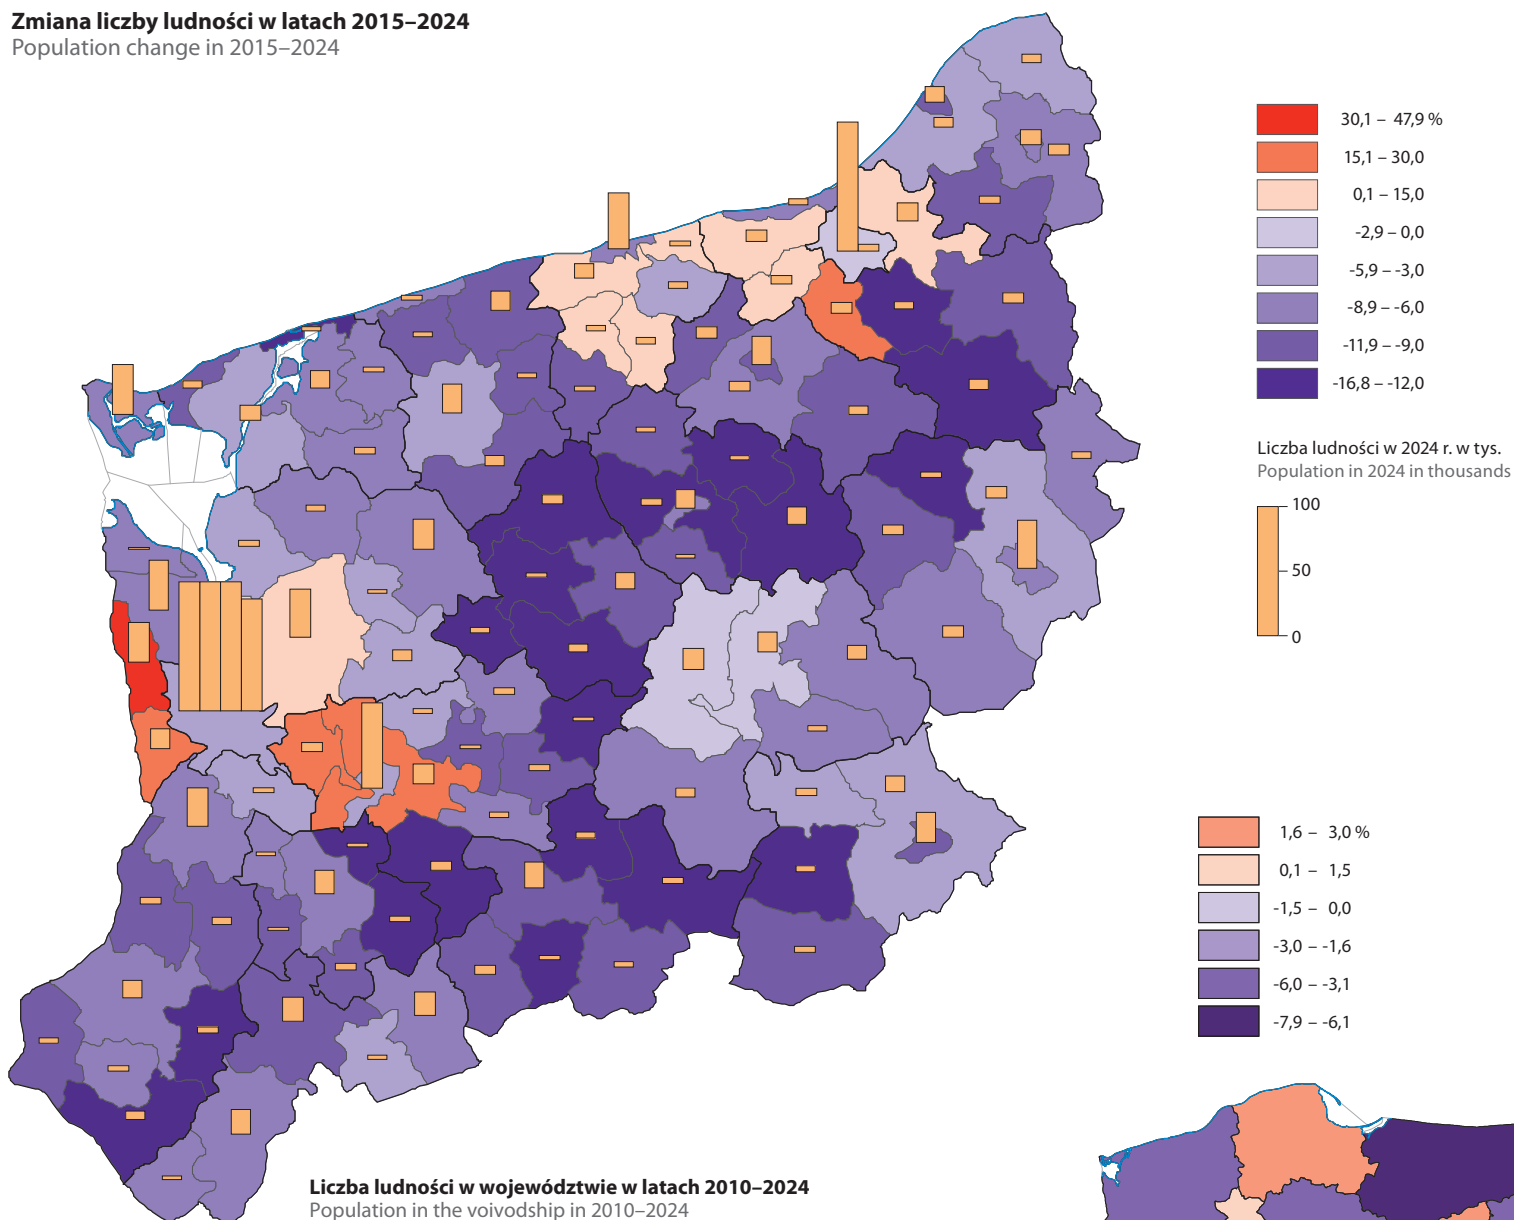 Zmiana liczby ludności w latach 2015–2024
Population change in 2015–2024
30,1 – 47,9 %
15,1 – 30,0
0,1 – 15,0
-2,9 – 0,0
-5,9 – -3,0
-8,9 – -6,0
-11,9 – -9,0
-16,8 – -12,0
Liczba ludności w 2024 r. w tys.
Population in 2024 in thousands
100
50
0
1,6 – 3,0 %
0,1 – 1,5
-1,5 – 0,0
-3,0 – -1,6
-6,0 – -3,1
-7,9 – -6,1
Liczba ludności w województwie w latach 2010–2024
Population in the voivodship in 2010–2024